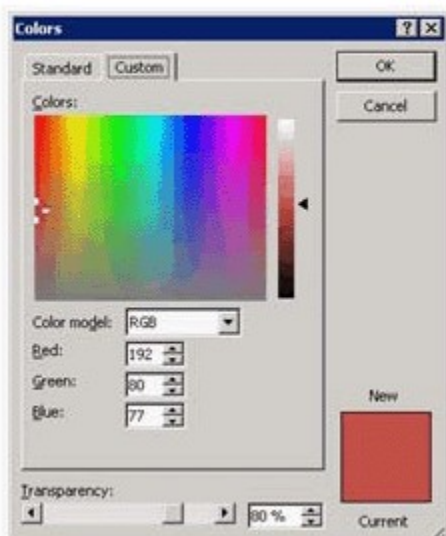 Colors
Standard Custom OK
Cancel
Colors:
Color model: RGB
Red: 192
Green: 80
Blue: 77
New
Transparency:
80 % Current